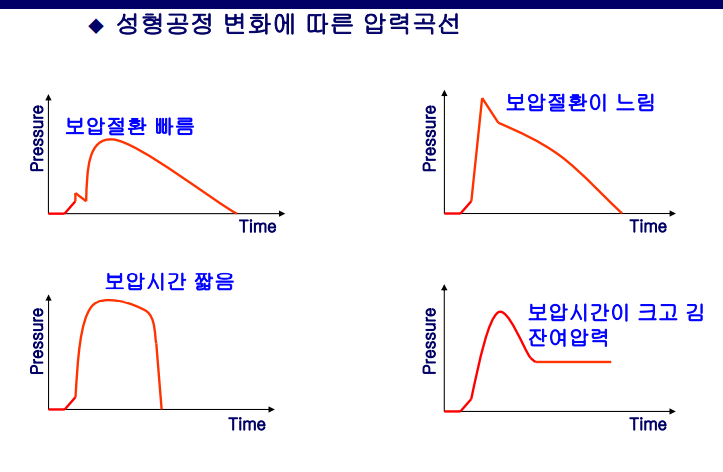 ◆ 성형공정 변화에 따른 압력곡선
보압절환 빠름
Pressure
Time
보압절환이 느림
Pressure
Time
보압시간 짧음
Pressure
Time
보압시간이 크고 김
잔여압력
Pressure
Time